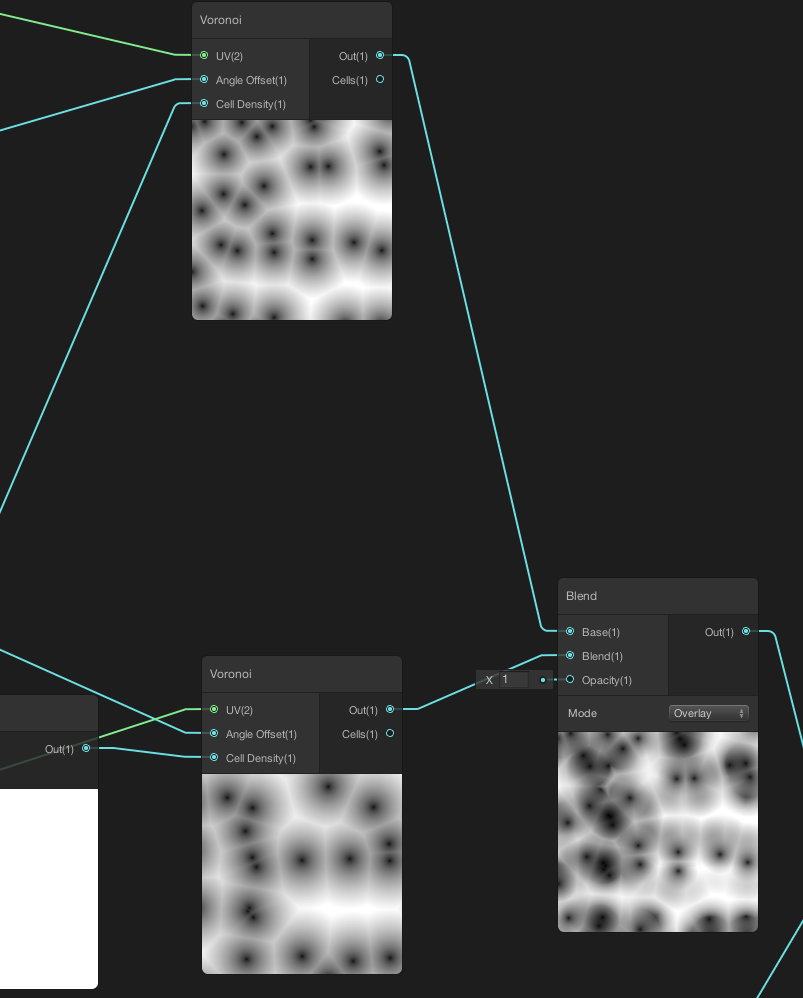 Voronoi
UV(2) Out(1)
Angle Offset(1) Cells(1)
Cell Density(1)
Blend
Base(1) Out(1)
Blend(1)
X 1 Opacity(1)
Mode Overlay
Voronoi
UV(2) Out(1)
Angle Offset(1) Cells(1)
Cell Density(1)
Out(1)